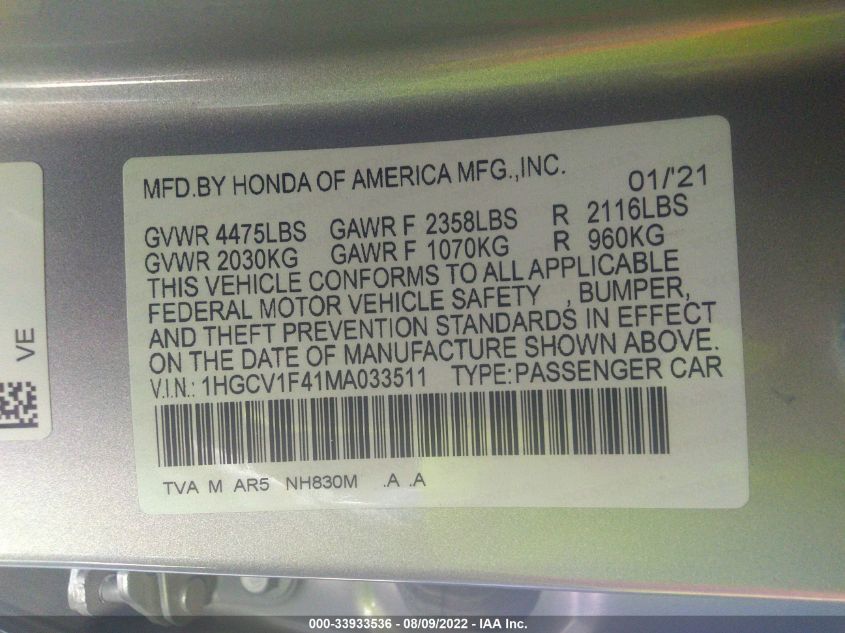 MFD.BY HONDA OF AMERICA MFG.,INC. 01/'21
GVWR 4475LBS GAWR F 2358LBS R 2116LBS
GVWR 2030KG GAWR F 1070KG R 960KG
THIS VEHICLE CONFORMS TO ALL APPLICABLE
FEDERAL MOTOR VEHICLE SAFETY , BUMPER,
AND THEFT PREVENTION STANDARDS IN EFFECT
ON THE DATE OF MANUFACTURE SHOWN ABOVE.
V.I.N.: 1HGCV1F41MA033511 TYPE:PASSENGER CAR
TVA M AR5 NH830M .A .A
VE
000-33933536 - 08/09/2022 - IAA Inc.